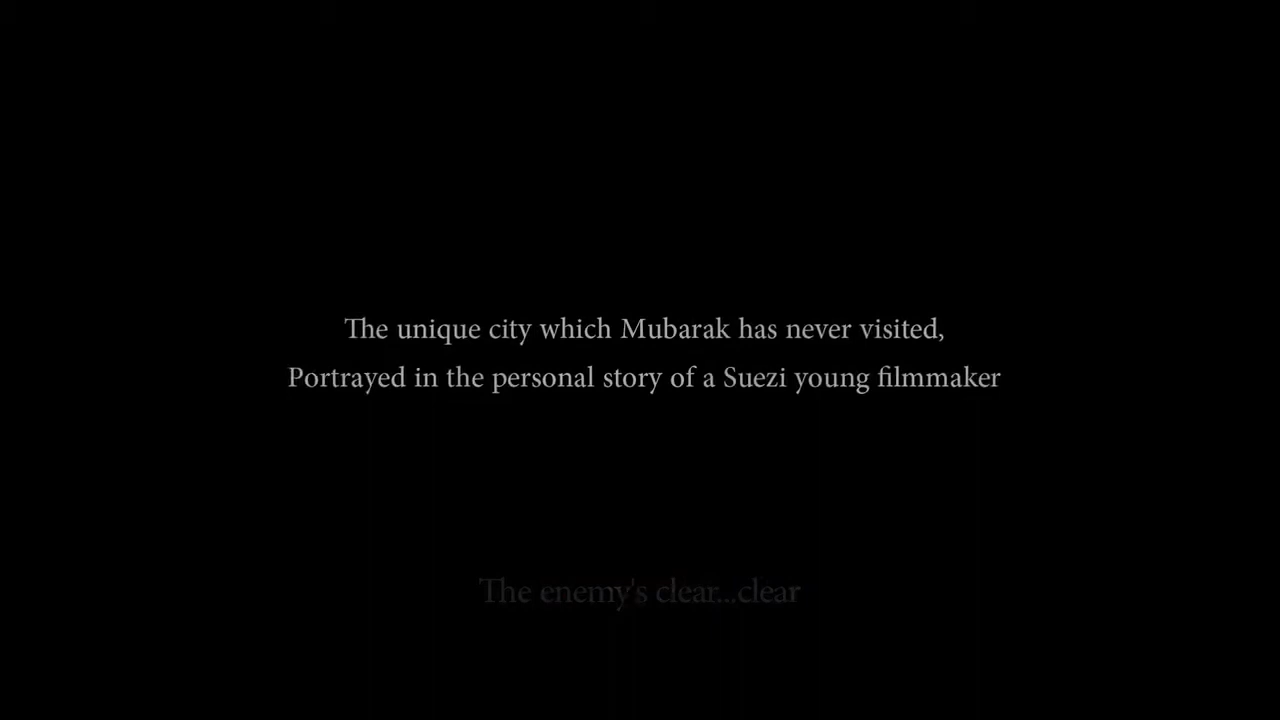 The unique city which Mubarak has never visited,
Portrayed in the personal story of a Suezi young filmmaker
The enemy's clear...clear